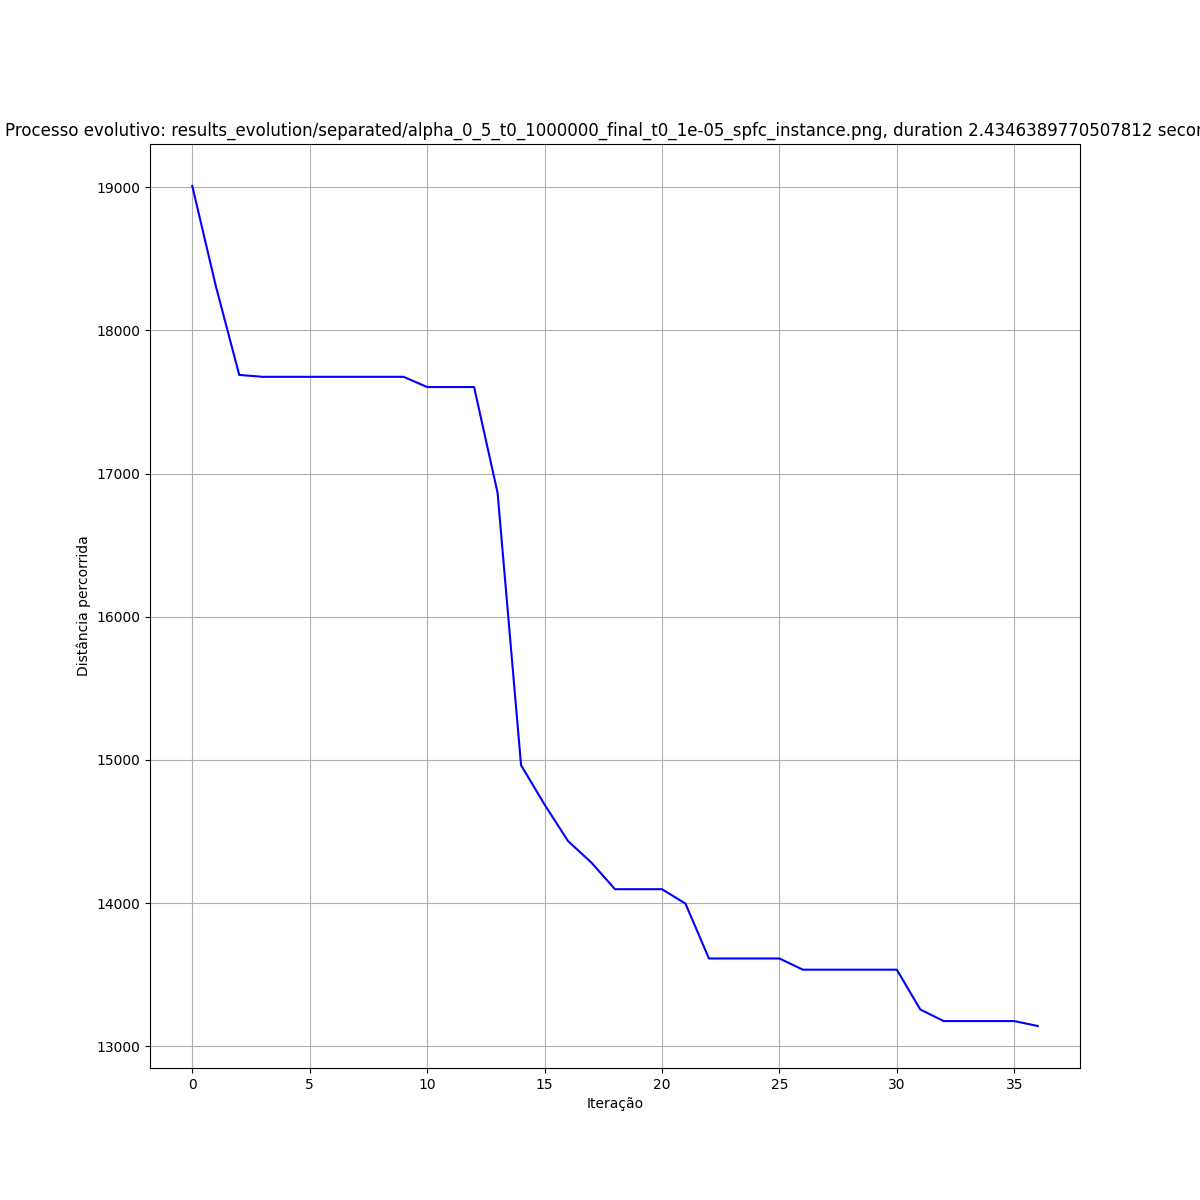 Processo evolutivo: results_evolution/separated/alpha_0_5_t0_1000000_final_t0_1e-05_spfc_instance.png, duration 2.4346389770507812 secon
19000
18000
17000
16000
15000
14000
13000
Distância percorrida
0 5 10 15 20 25 30 35
Iteração